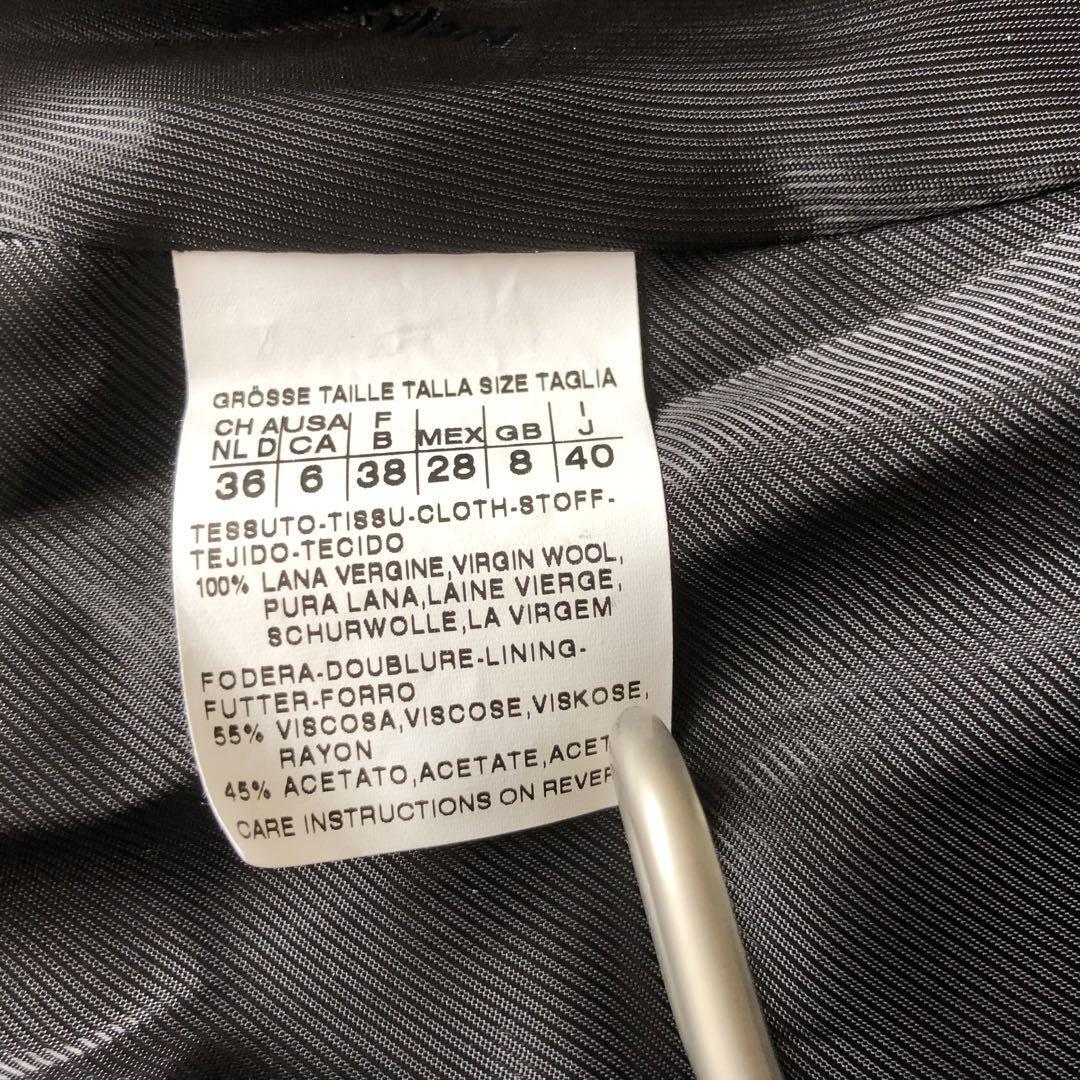 GRÖSSE TAILLE TALLA SIZE TAGLIA
CH A USA F MEX GB I
NL D CA B J
36 6 38 28 8 40
TESSUTO-TISSU-CLOTH-STOFF-
TEJIDO-TECIDO
100% LANA VERGINE,VIRGIN WOOL,
PURA LANA,LAINE VIERGE,
SCHURWOLLE,LA VIRGEM
FODERA-DOUBLURE-LINING-
FUTTER-FORRO
55% VISCOSA,VISCOSE,VISKOSE,
RAYON
45% ACETATO,ACETATE,
CARE INSTRUCTIONS ON